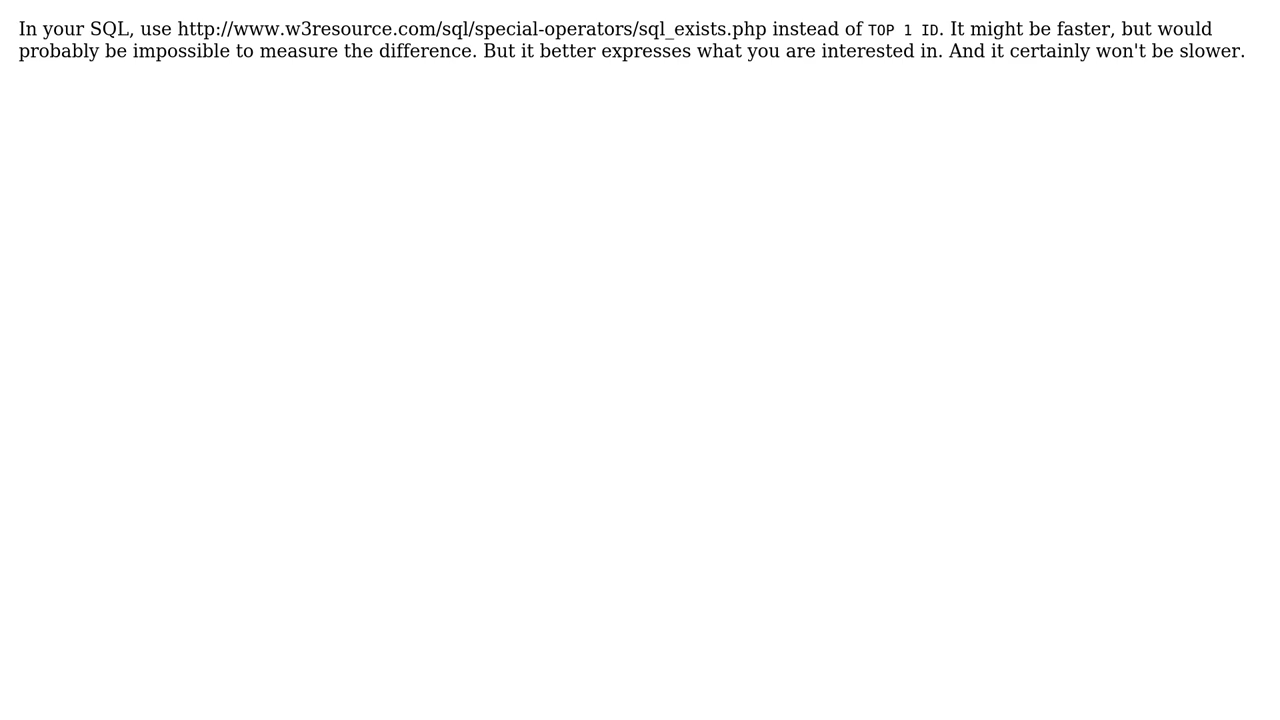 In your SQL, use http://www.w3resource.com/sql/special-operators/sql_exists.php instead of TOP 1 ID. It might be faster, but would
probably be impossible to measure the difference. But it better expresses what you are interested in. And it certainly won't be slower.